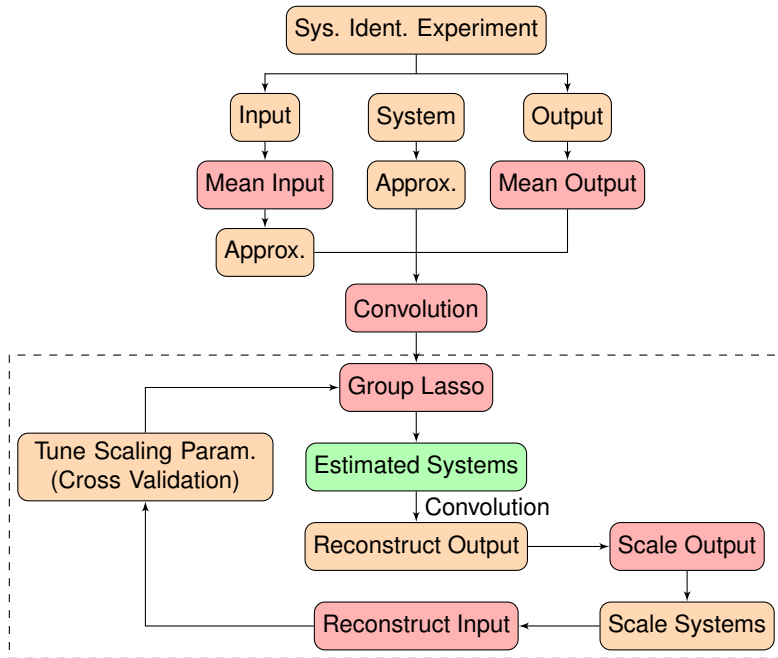 Sys. Ident. Experiment
Input
System
Output
Mean Input
Approx.
Mean Output
Approx.
Convolution
Group Lasso
Tune Scaling Param.
(Cross Validation)
Estimated Systems
Convolution
Reconstruct Output
Scale Output
Reconstruct Input
Scale Systems